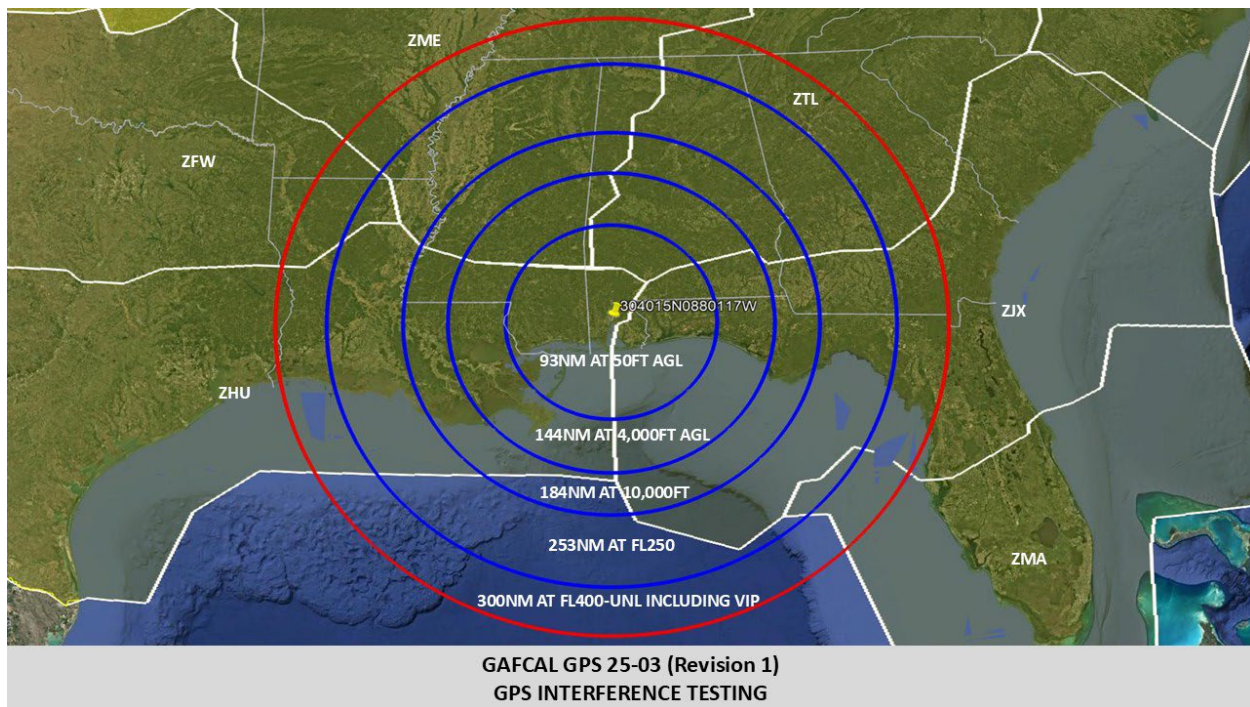 ZME
ZTL
ZFW
304015N0880117W
ZJX
93NM AT 50FT AGL
ZHU
144NM AT 4,000FT AGL
184NM AT 10,000FT
253NM AT FL250
ZMA
300NM AT FL400-UNL INCLUDING VIP
GAFCAL GPS 25-03 (Revision 1)
GPS INTERFERENCE TESTING